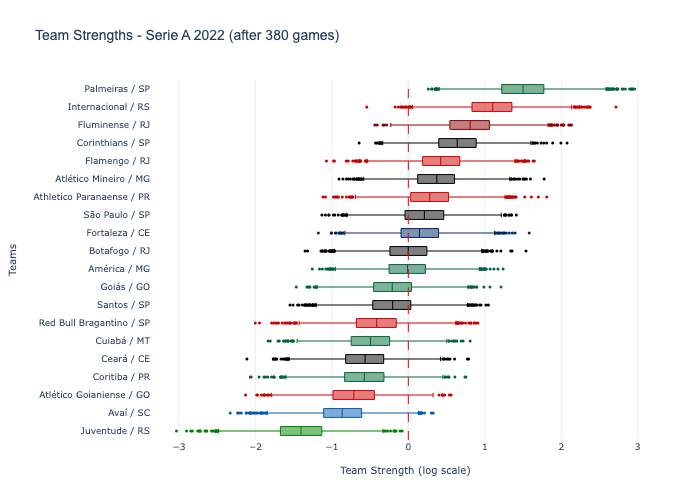 Team Strengths - Serie A 2022 (after 380 games)
Palmeiras / SP
Internacional / RS
Fluminense / RJ
Corinthians / SP
Flamengo / RJ
Atlético Mineiro / MG
Athletico Paranaense / PR
São Paulo / SP
Fortaleza / CE
Botafogo / RJ
América / MG
Goiás / GO
Santos / SP
Red Bull Bragantino / SP
Cuiabá / MT
Ceará / CE
Coritiba / PR
Atlético Goianiense / GO
Avaí / SC
Juventude / RS
Teams
−3 −2 −1 0 1 2 3
Team Strength (log scale)